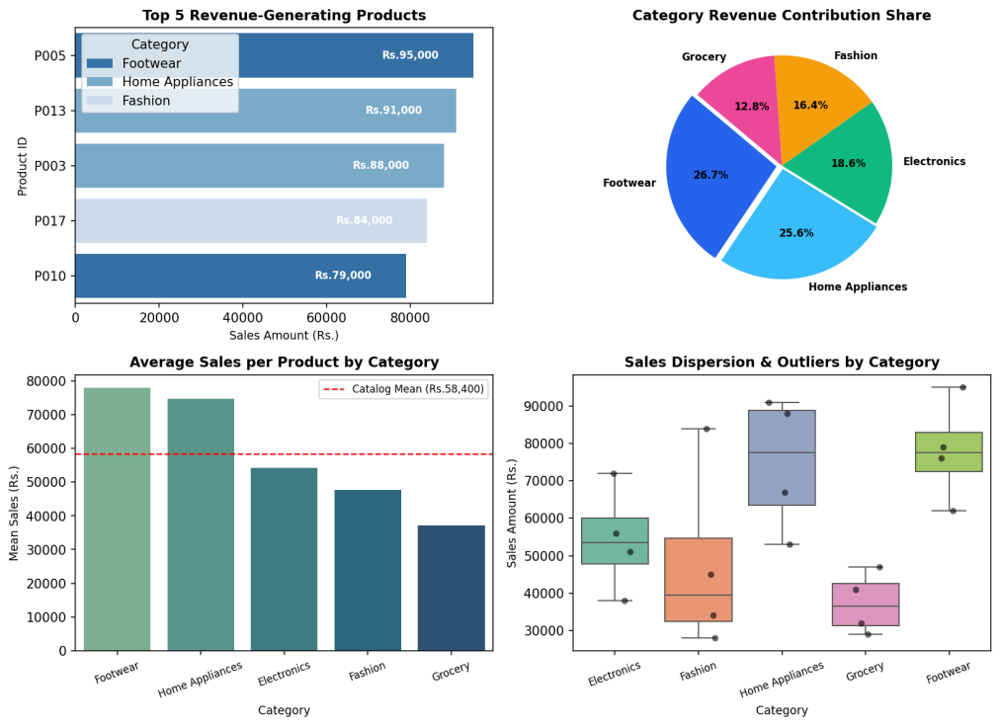 Top 5 Revenue-Generating Products
Product ID
P005
P013
P003
P017
P010
Category
Footwear
Home Appliances
Fashion
Rs.95,000
Rs.91,000
Rs.88,000
Rs.84,000
Rs.79,000
0 20000 40000 60000 80000
Sales Amount (Rs.)
Category Revenue Contribution Share
Grocery
Fashion
Electronics
Home Appliances
Footwear
12.8%
16.4%
18.6%
25.6%
26.7%
Average Sales per Product by Category
Mean Sales (Rs.)
80000
70000
60000
50000
40000
30000
20000
10000
0
Catalog Mean (Rs.58,400)
Footwear Home Appliances Electronics Fashion Grocery
Category
Sales Dispersion & Outliers by Category
Sales Amount (Rs.)
90000
80000
70000
60000
50000
40000
30000
Electronics Fashion Home Appliances Grocery Footwear
Category